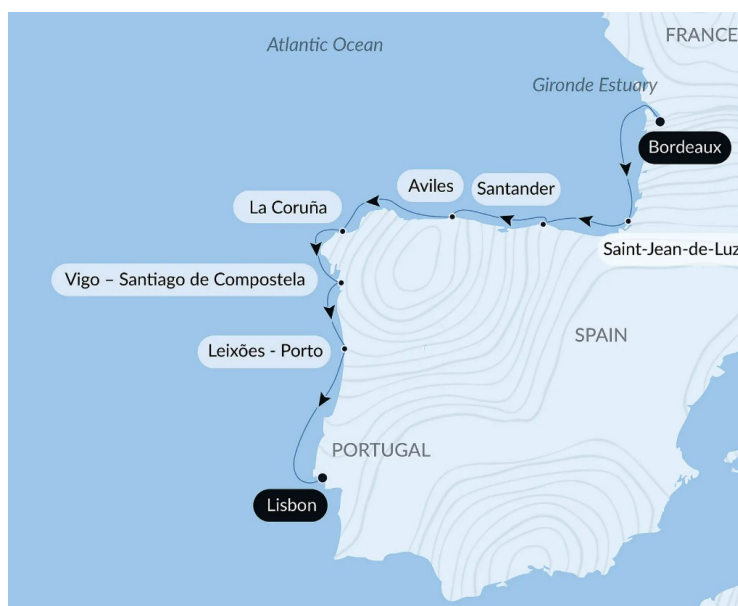 FRANCE
Atlantic Ocean
Gironde Estuary
Bordeaux
Aviles
Santander
La Coruña
Saint-Jean-de-Luz
Vigo – Santiago de Compostela
SPAIN
Leixões - Porto
PORTUGAL
Lisbon